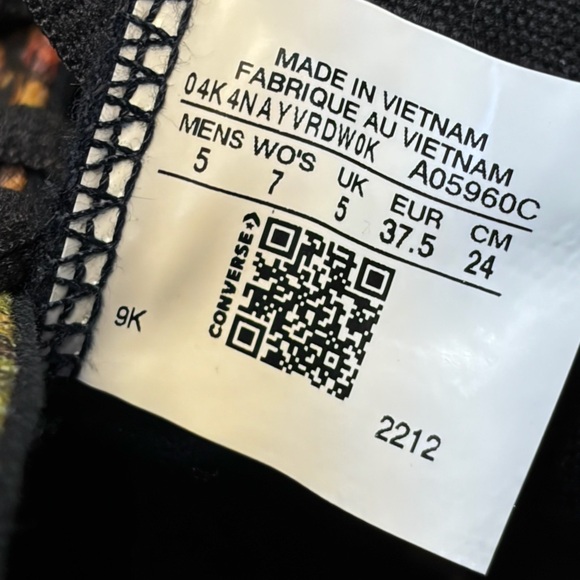 MADE IN VIETNAM
FABRIQUE AU VIETNAM
04K4NAYVRDW0K A05960C
MENS WO'S UK EUR CM
5 7 5 37.5 24
CONVERSE
9K
2212